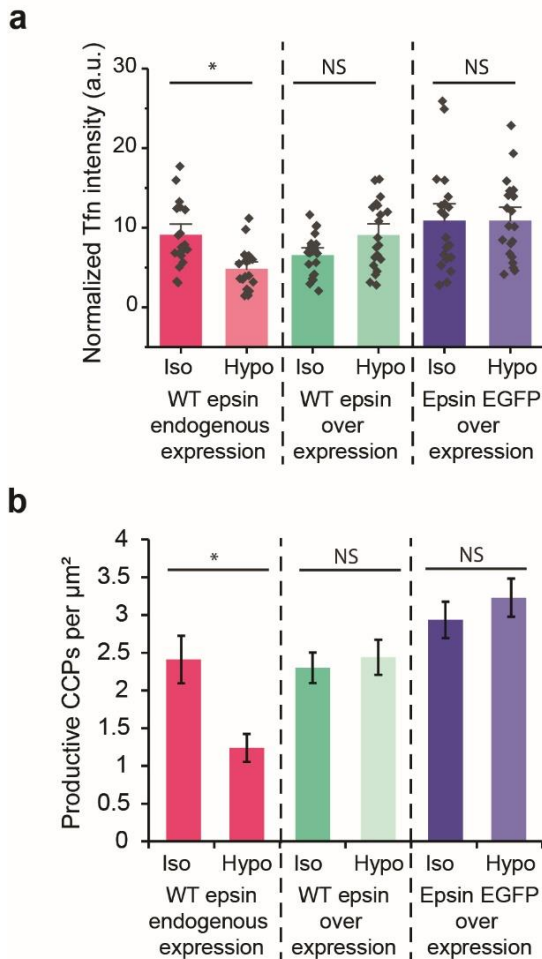 a
Normalized Tfn intensity (a.u.)
30
20
10
0
* NS NS
Iso Hypo Iso Hypo Iso Hypo
WT epsin WT epsin Epsin EGFP
endogenous over over
expression expression expression
b
Productive CCPs per µm²
4
3.5
3
2.5
2
1.5
1
0.5
0
* NS NS
Iso Hypo Iso Hypo Iso Hypo
WT epsin WT epsin Epsin EGFP
endogenous over over
expression expression expression